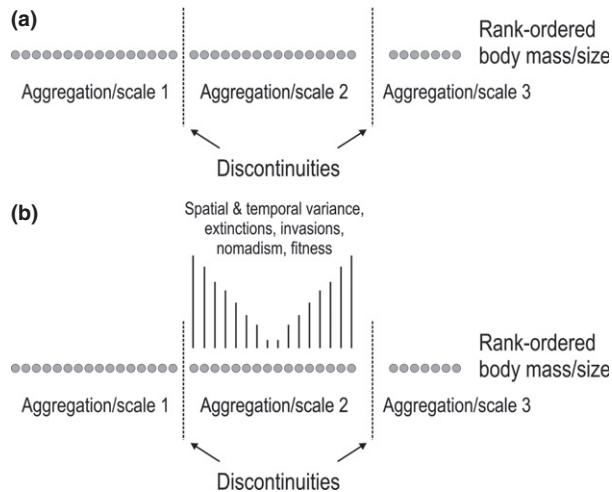 (a)
Rank-ordered
body mass/size
Aggregation/scale 1
Aggregation/scale 2
Aggregation/scale 3
Discontinuities
(b)
Spatial & temporal variance,
extinctions, invasions,
nomadism, fitness
Rank-ordered
body mass/size
Aggregation/scale 1
Aggregation/scale 2
Aggregation/scale 3
Discontinuities